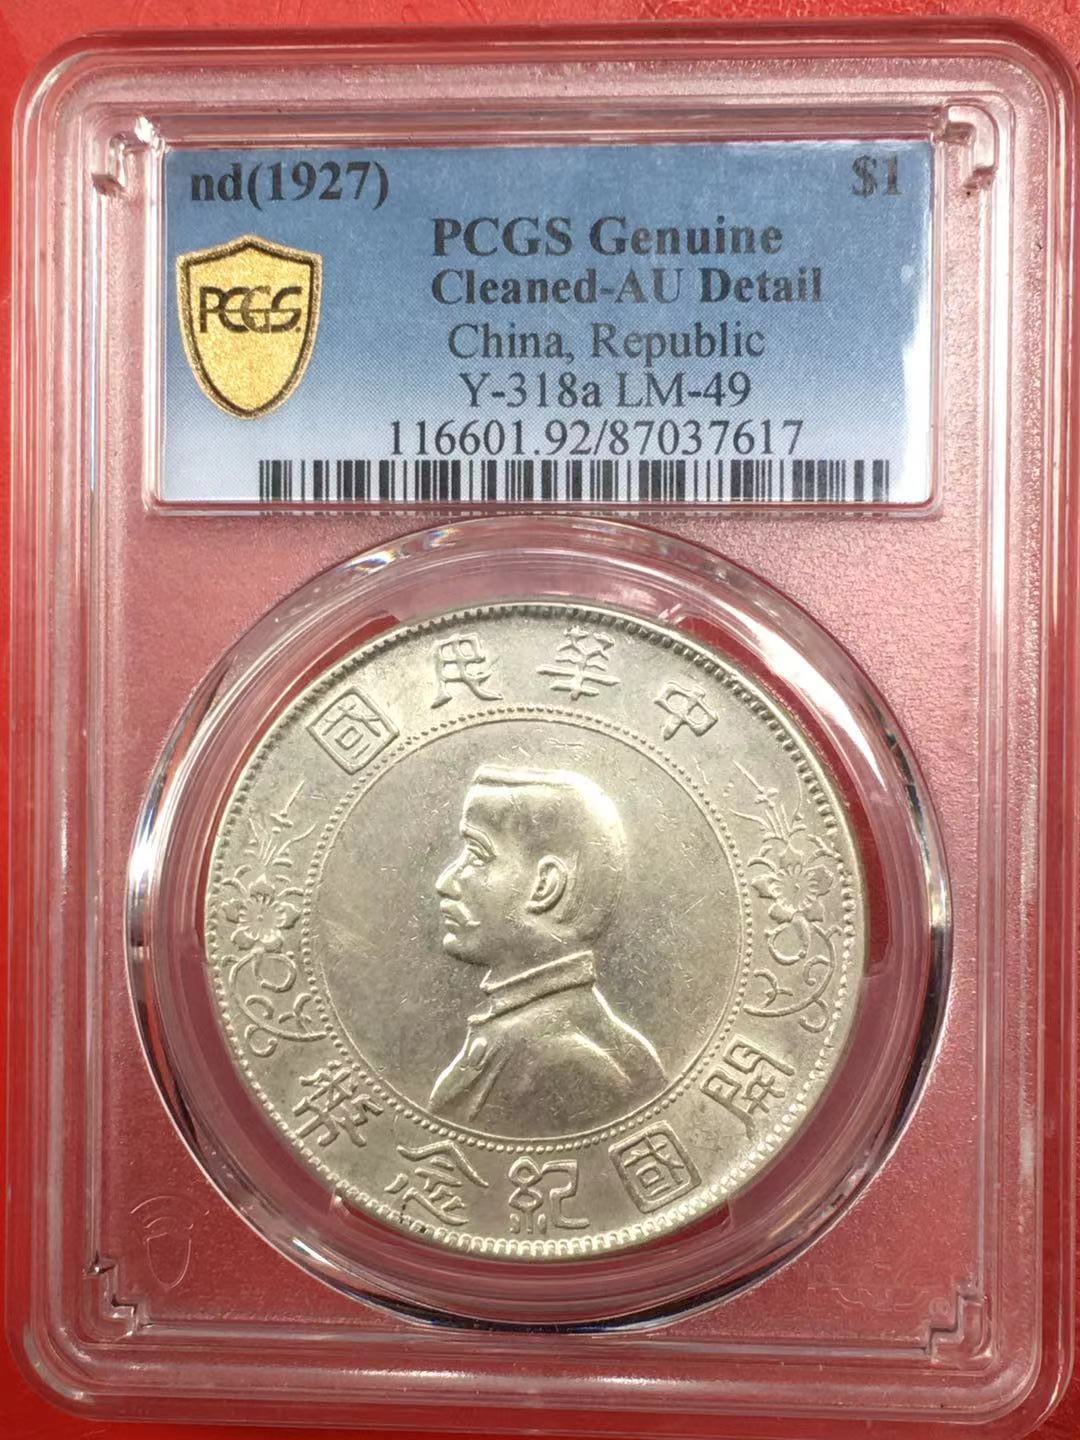 nd(1927) $1
PCGS Genuine
Cleaned-AU Detail
China, Republic
Y-318a LM-49
116601.92/87037617
PCGS
中華民國
開國紀念幣